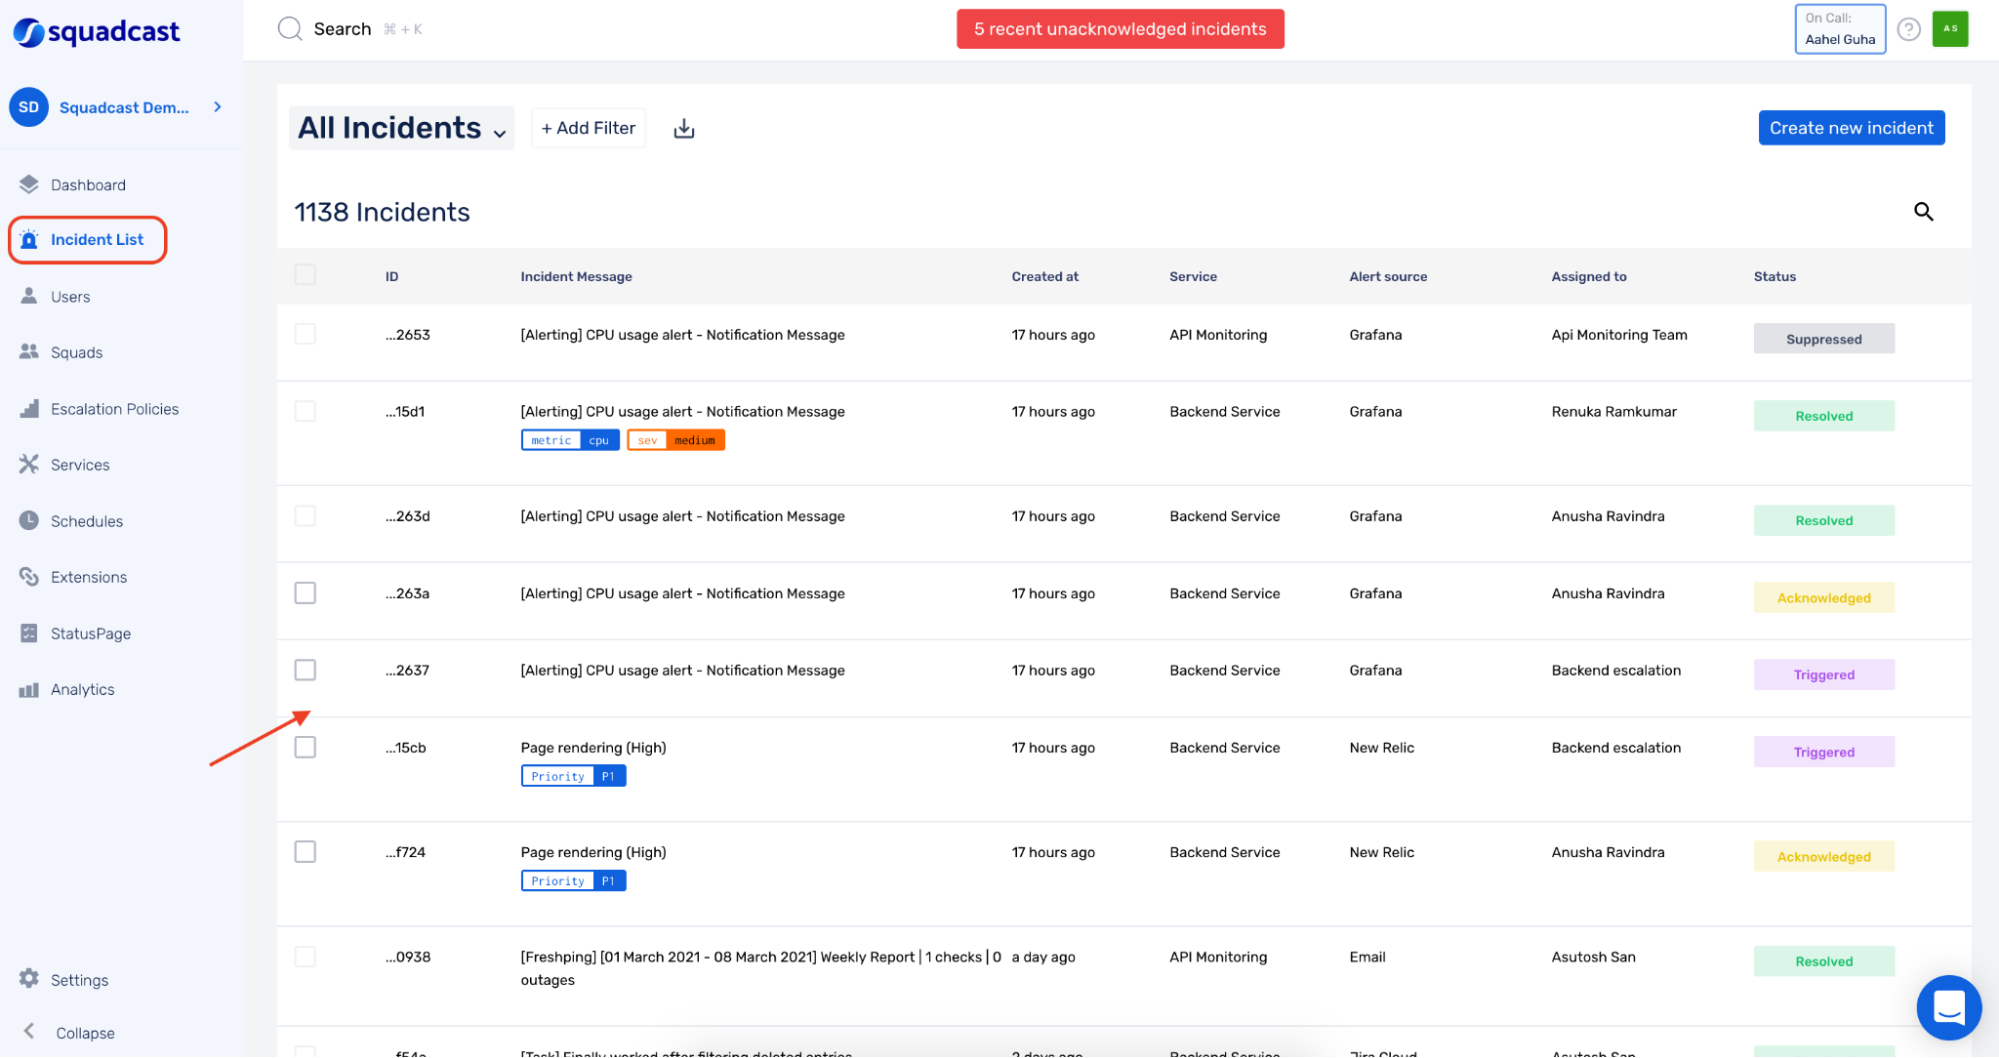 squadcast
Search ⌘ + K
5 recent unacknowledged incidents
On Call:
Aahel Guha
?
AS
SD Squadcast Dem...
Dashboard
Incident List
Users
Squads
Escalation Policies
Services
Schedules
Extensions
StatusPage
Analytics
Settings
Collapse
All Incidents
+ Add Filter
Create new incident
1138 Incidents
ID Incident Message Created at Service Alert source Assigned to Status
...2653 [Alerting] CPU usage alert - Notification Message 17 hours ago API Monitoring Grafana Api Monitoring Team Suppressed
...15d1 [Alerting] CPU usage alert - Notification Message 17 hours ago Backend Service Grafana Renuka Ramkumar Resolved
metric cpu sev medium
...263d [Alerting] CPU usage alert - Notification Message 17 hours ago Backend Service Grafana Anusha Ravindra Resolved
...263a [Alerting] CPU usage alert - Notification Message 17 hours ago Backend Service Grafana Anusha Ravindra Acknowledged
...2637 [Alerting] CPU usage alert - Notification Message 17 hours ago Backend Service Grafana Backend escalation Triggered
...15cb Page rendering (High) 17 hours ago Backend Service New Relic Backend escalation Triggered
Priority P1
...f724 Page rendering (High) 17 hours ago Backend Service New Relic Anusha Ravindra Acknowledged
Priority P1
...0938 [Freshping] [01 March 2021 - 08 March 2021] Weekly Report | 1 checks | 0 a day ago API Monitoring Email Asutosh San Resolved
outages
...f54a [Task] Finally worked after filtering deleted entries 2 days ago Backend Service Jira Cloud Asutosh San